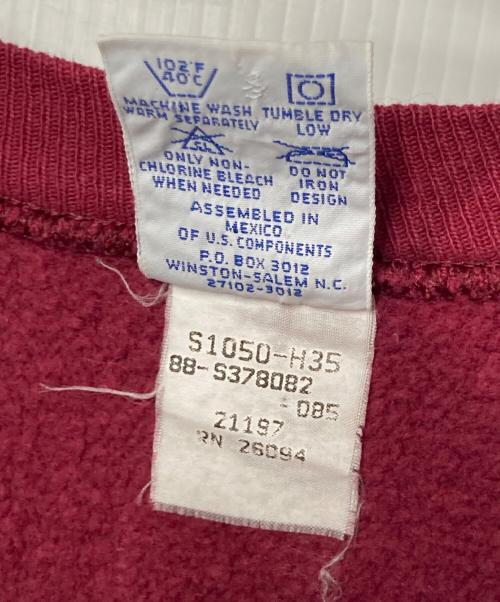 102°F
40°C
MACHINE WASH
WARM SEPARATELY
TUMBLE DRY
LOW
ONLY NON-
CHLORINE BLEACH
WHEN NEEDED
DO NOT
IRON
DESIGN
ASSEMBLED IN
MEXICO
OF U.S. COMPONENTS
P.O. BOX 3012
WINSTON-SALEM N.C.
27102-3012
S1050-H35
88-S378082
-085
21197
RN 26094